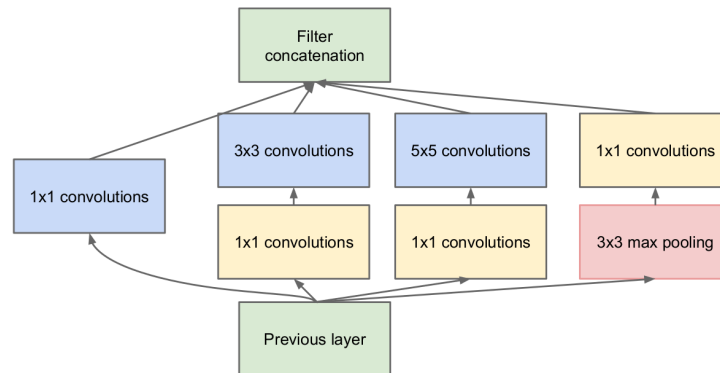 Filter
concatenation
3x3 convolutions
5x5 convolutions
1x1 convolutions
1x1 convolutions
1x1 convolutions
1x1 convolutions
3x3 max pooling
Previous layer